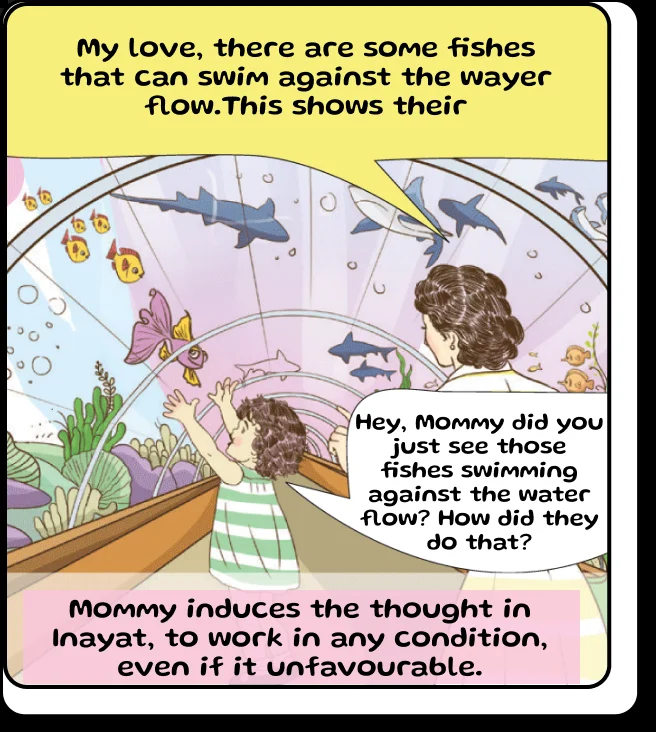 My love, there are some fishes
that can swim against the wayer
flow.This shows their
Hey, Mommy did you
just see those
fishes swimming
against the water
flow? How did they
do that?
Mommy induces the thought in
Inayat, to work in any condition,
even if it unfavourable.